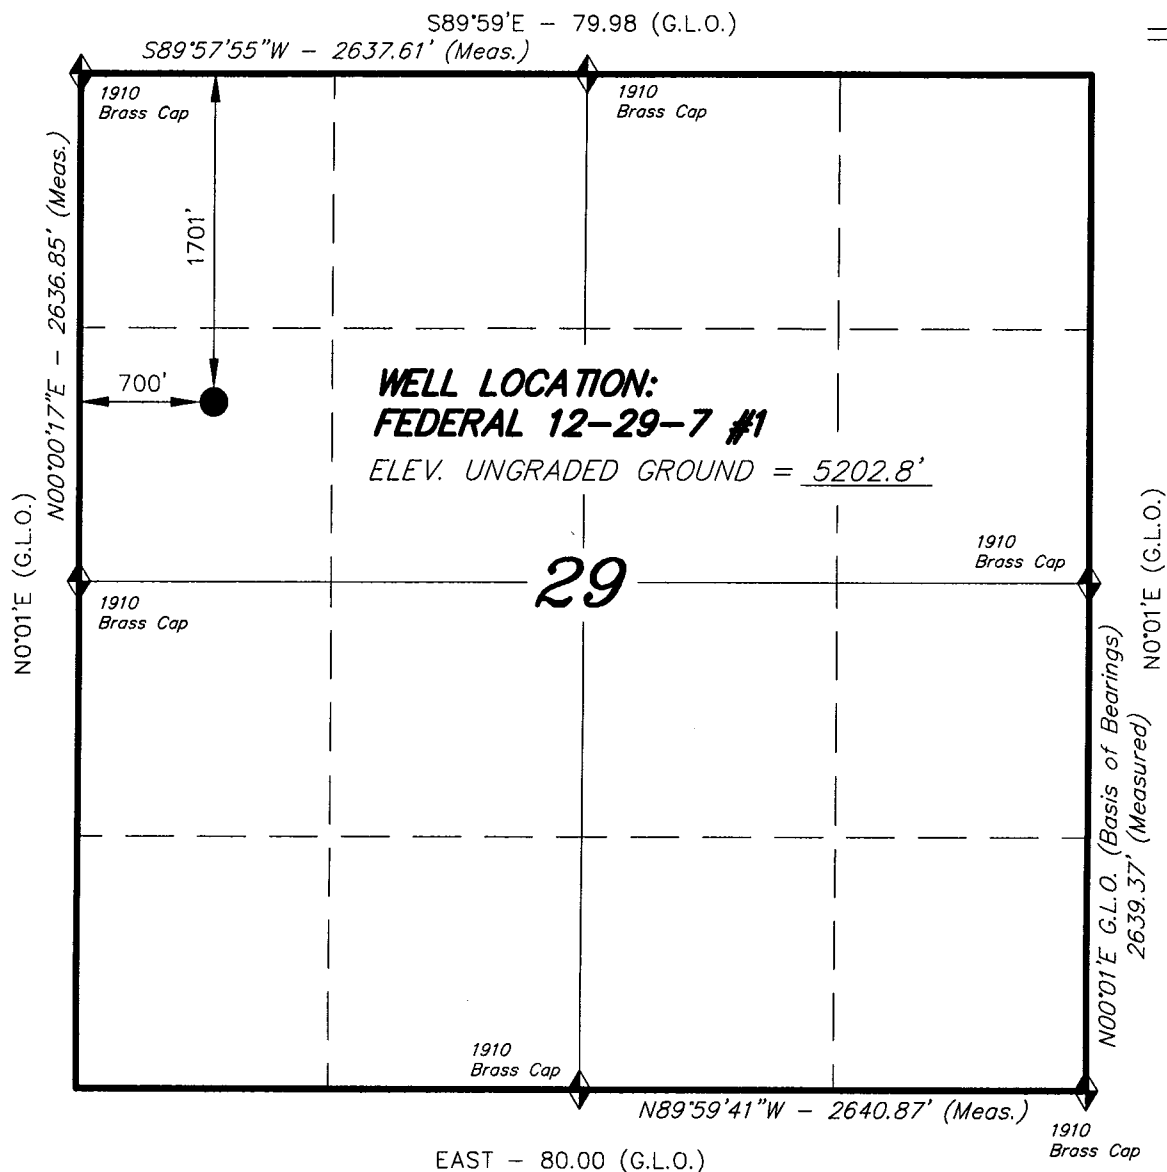 S89°59'E - 79.98 (G.L.O.)
S89°57'55"W - 2637.61' (Meas.)
1910
Brass Cap
1910
Brass Cap
N00°00'17"E - 2636.85' (Meas.)
1701'
700'
WELL LOCATION:
FEDERAL 12-29-7 #1
ELEV. UNGRADED GROUND = 5202.8'
N0°01'E (G.L.O.)
29
1910
Brass Cap
1910
Brass Cap
N0°01'E (G.L.O.)
N00°01'E G.L.O. (Basis of Bearings)
2639.37' (Measured)
1910
Brass Cap
N89°59'41"W - 2640.87' (Meas.)
1910
Brass Cap
EAST - 80.00 (G.L.O.)